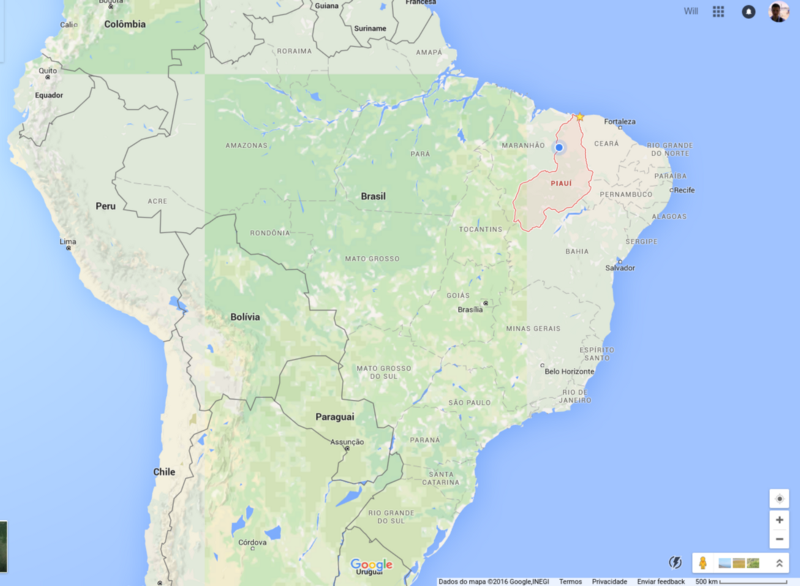 Bogotá
Guiana
Francesa
Will
Cali
Colômbia
Suriname
RORAIMA
AMAPÁ
Quito
Equador
Fortaleza
AMAZONAS
PARÁ
MARANHÃO
CEARÁ
RIO GRANDE
DO NORTE
PARAÍBA
PIAUÍ
Recife
PERNAMBUCO
Peru
ACRE
Brasil
ALAGOAS
Lima
RONDÔNIA
TOCANTINS
SERGIPE
BAHIA
MATO GROSSO
Salvador
GOIÁS
Brasília
Bolívia
MINAS GERAIS
ESPÍRITO
SANTO
Belo Horizonte
MATO GROSSO
DO SUL
RIO DE
JANEIRO
SÃO PAULO
Paraguai
Assunção
PARANÁ
Chile
SANTA
CATARINA
RIO GRANDE
DO SUL
Córdova
Google
Uruguai
Dados do mapa ©2016 Google,INEGI Termos Privacidade Enviar feedback 500 km